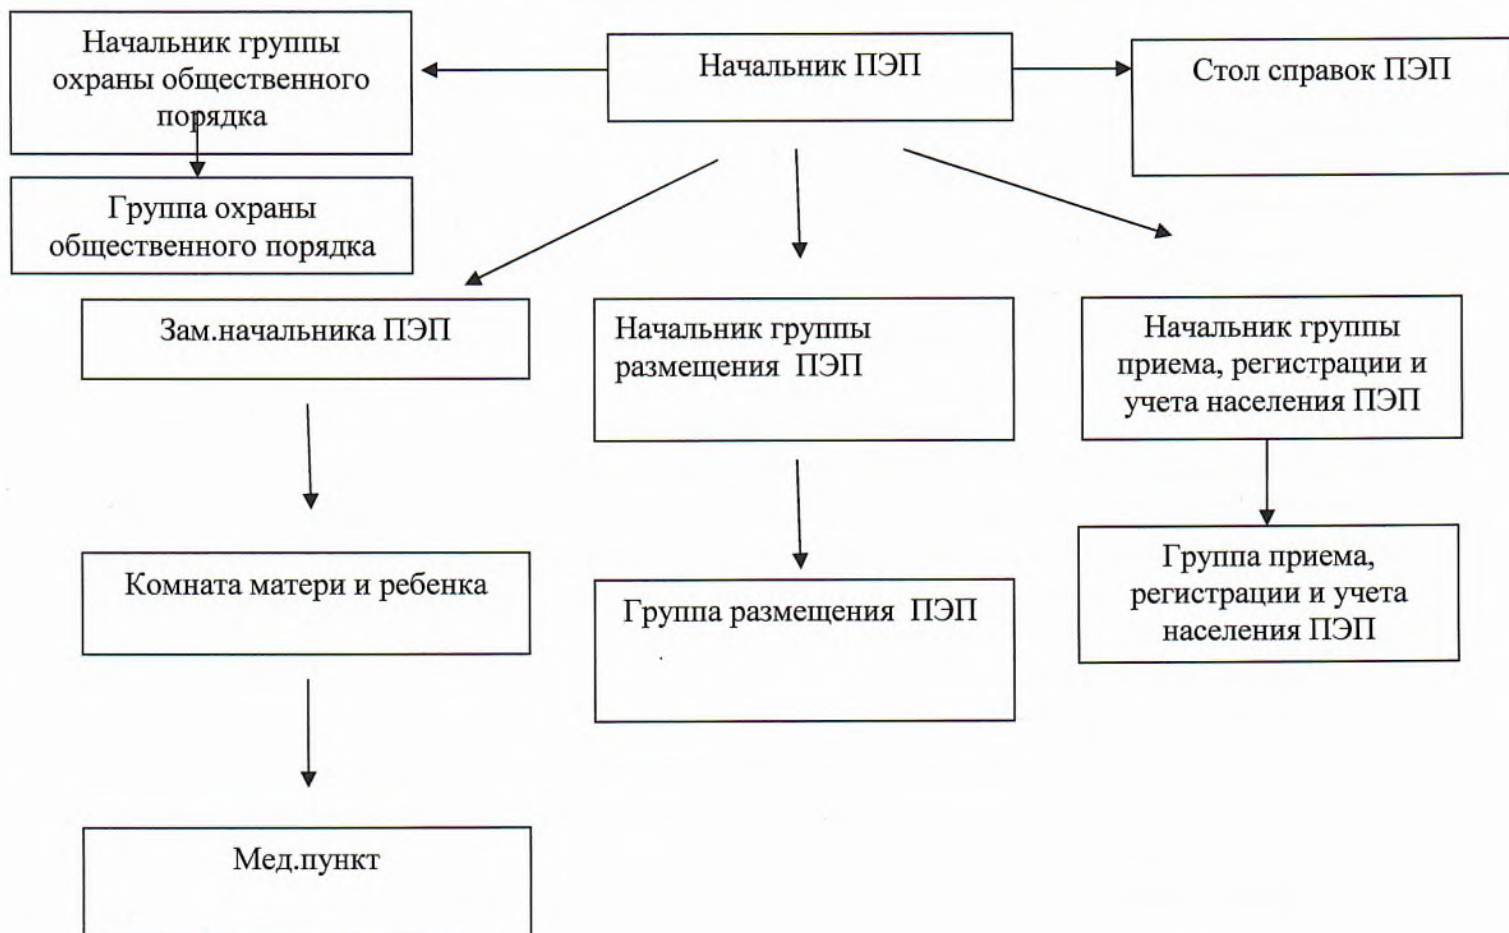 Начальник группы
охраны общественного
порядка
Начальник ПЭП
Стол справок ПЭП
Группа охраны
общественного порядка
Зам.начальника ПЭП
Начальник группы
размещения ПЭП
Начальник группы
приема, регистрации и
учета населения ПЭП
Комната матери и ребенка
Группа размещения ПЭП
Группа приема,
регистрации и учета
населения ПЭП
Мед.пункт